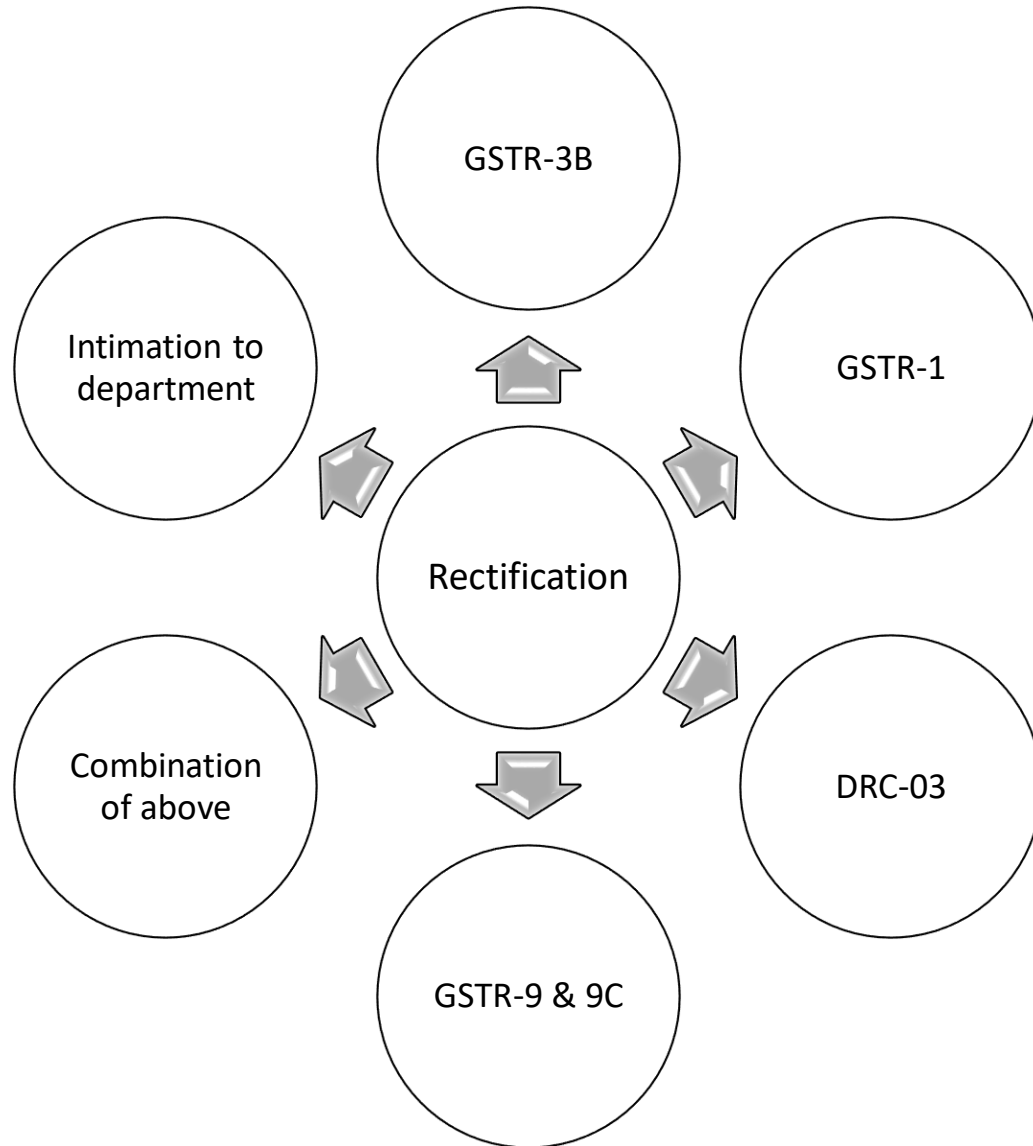 GSTR-3B
Intimation to
department
GSTR-1
Rectification
Combination
of above
DRC-03
GSTR-9 & 9C